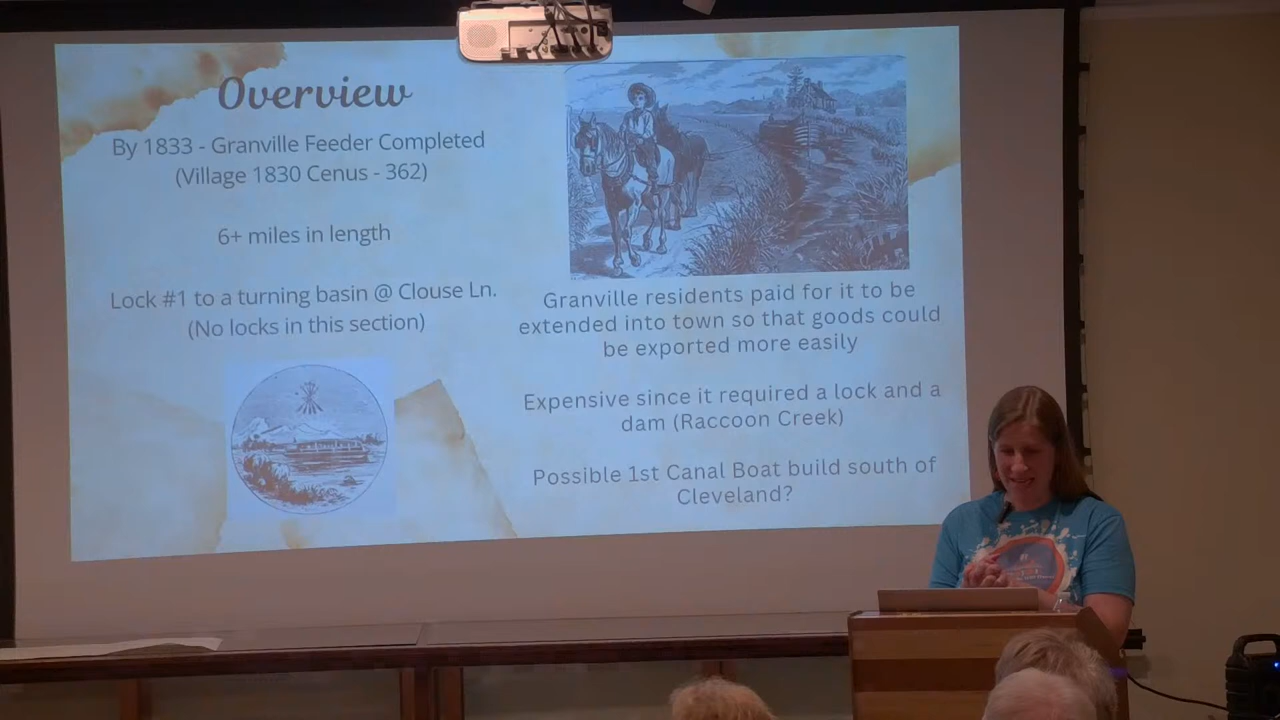 Overview
By 1833 - Granville Feeder Completed
(Village 1830 Cenus - 362)
6+ miles in length
Lock #1 to a turning basin @ Clouse Ln.
(No locks in this section)
Granville residents paid for it to be
extended into town so that goods could
be exported more easily
Expensive since it required a lock and a
dam (Raccoon Creek)
Possible 1st Canal Boat build south of
Cleveland?